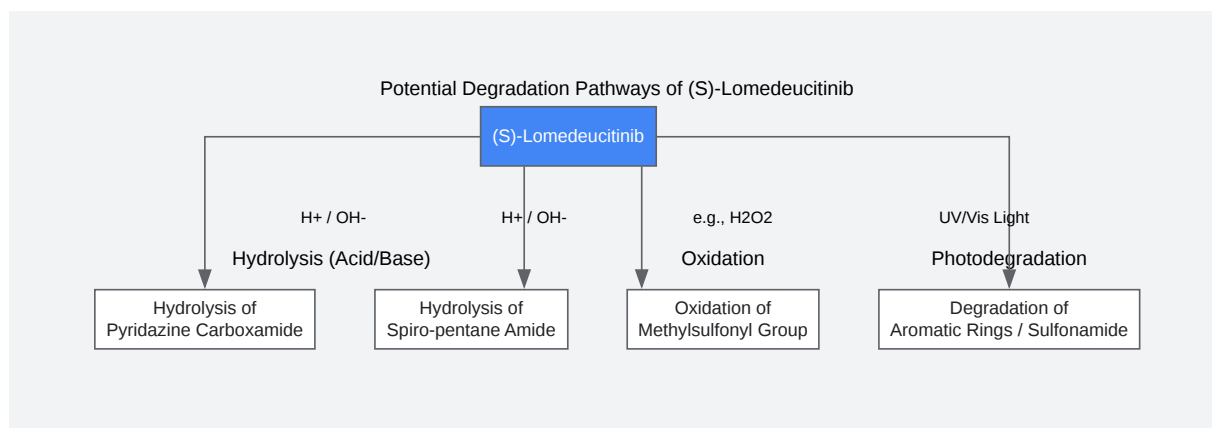 Potential Degradation Pathways of (S)-Lomedeucitinib
(S)-Lomedeucitinib
H+ / OH-
H+ / OH-
e.g., H2O2
UV/Vis Light
Hydrolysis (Acid/Base)
Oxidation
Photodegradation
Hydrolysis of
Pyridazine Carboxamide
Hydrolysis of
Spiro-pentane Amide
Oxidation of
Methylsulfonyl Group
Degradation of
Aromatic Rings / Sulfonamide